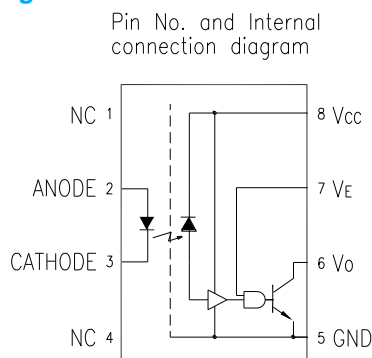 Pin No. and Internal
connection diagram
NC 1
8 VCC
ANODE 2
7 VE
CATHODE 3
6 VO
NC 4
5 GND